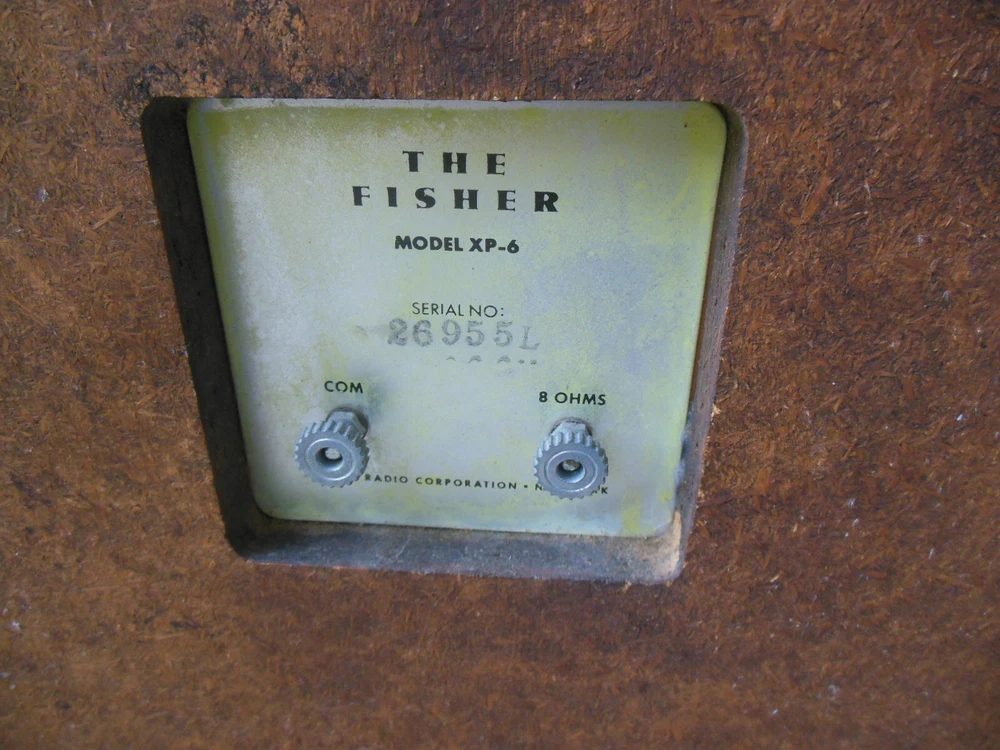 THE
FISHER
MODEL XP-6
SERIAL NO:
26955L
COM
8 OHMS
RADIO CORPORATION •